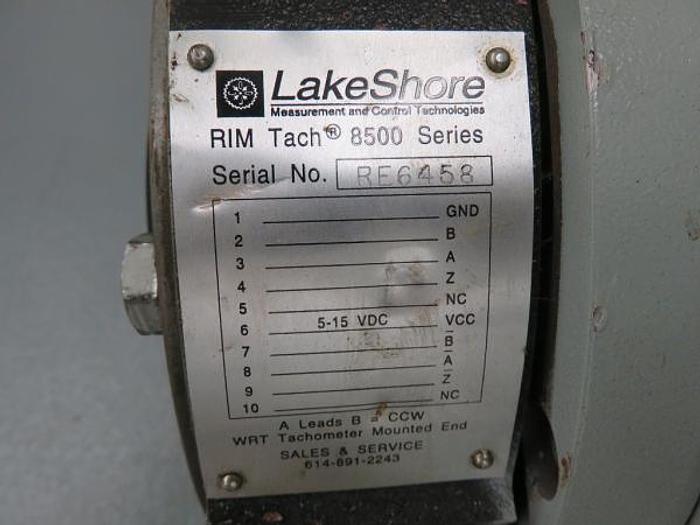 LakeShore
Measurement and Control Technologies
RIM Tach® 8500 Series
Serial No. RE6458
1 GND
2 B
3 A
4 Z
5 NC
6 5-15 VDC VCC
7 B̅
8 A̅
9 Z̅
10 NC
A Leads B = CCW
WRT Tachometer Mounted End
SALES & SERVICE
614-891-2243